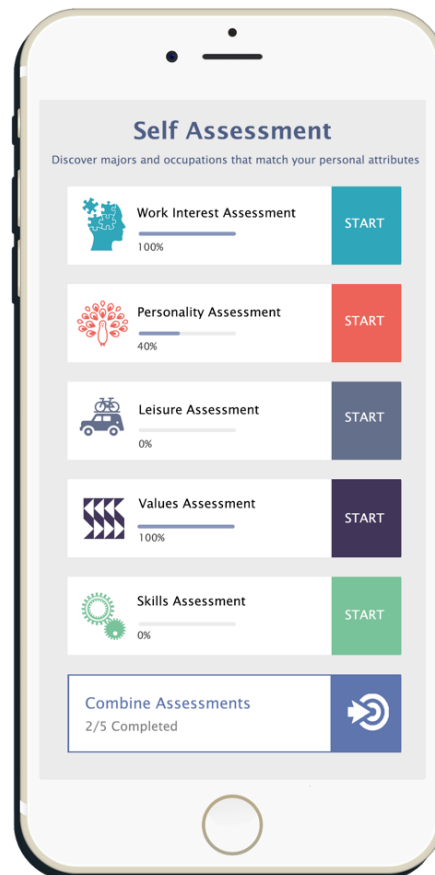 Self Assessment
Discover majors and occupations that match your personal attributes
Work Interest Assessment
START
100%
Personality Assessment
START
40%
Leisure Assessment
START
0%
Values Assessment
START
100%
Skills Assessment
START
0%
Combine Assessments
2/5 Completed